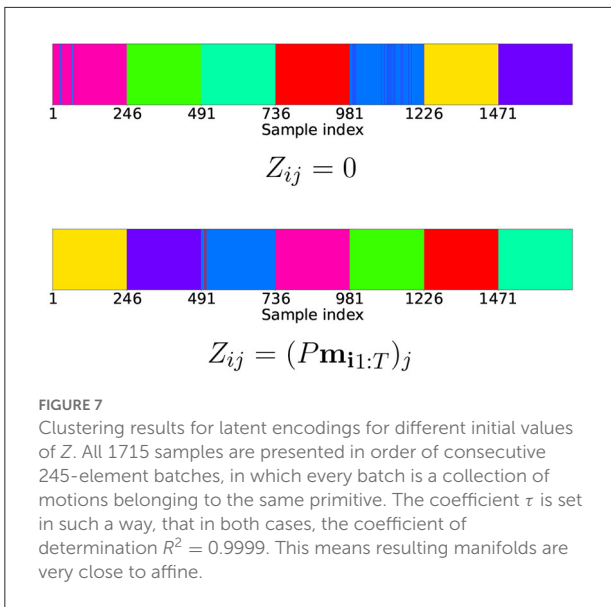 1 246 491 736 981 1226 1471
Sample index
Z_{ij} = 0
1 246 491 736 981 1226 1471
Sample index
Z_{ij} = (P𝐦_{𝐢1:T})_j
FIGURE 7
Clustering results for latent encodings for different initial values
of Z. All 1715 samples are presented in order of consecutive
245-element batches, in which every batch is a collection of
motions belonging to the same primitive. The coefficient τ is set
in such a way, that in both cases, the coefficient of
determination R² = 0.9999. This means resulting manifolds are
very close to affine.